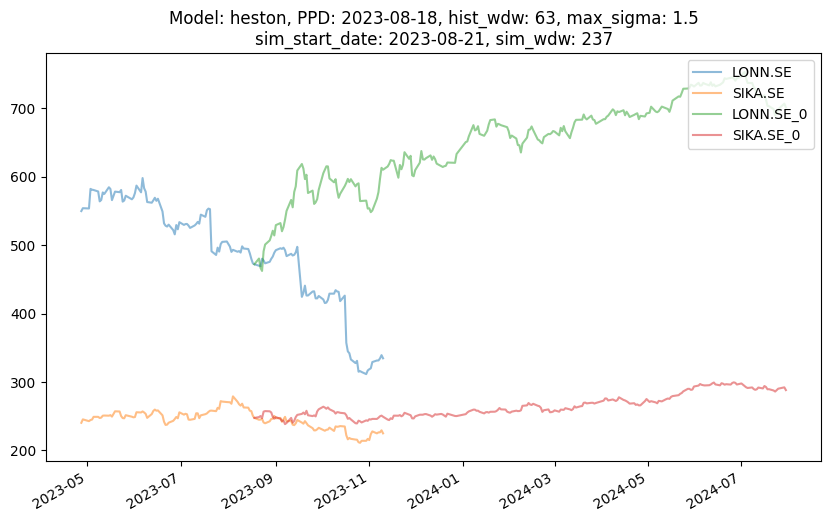 Model: heston, PPD: 2023-08-18, hist_wdw: 63, max_sigma: 1.5
sim_start_date: 2023-08-21, sim_wdw: 237
LONN.SE
SIKA.SE
LONN.SE_0
SIKA.SE_0
700
600
500
400
300
200
2023-05
2023-07
2023-09
2023-11
2024-01
2024-03
2024-05
2024-07